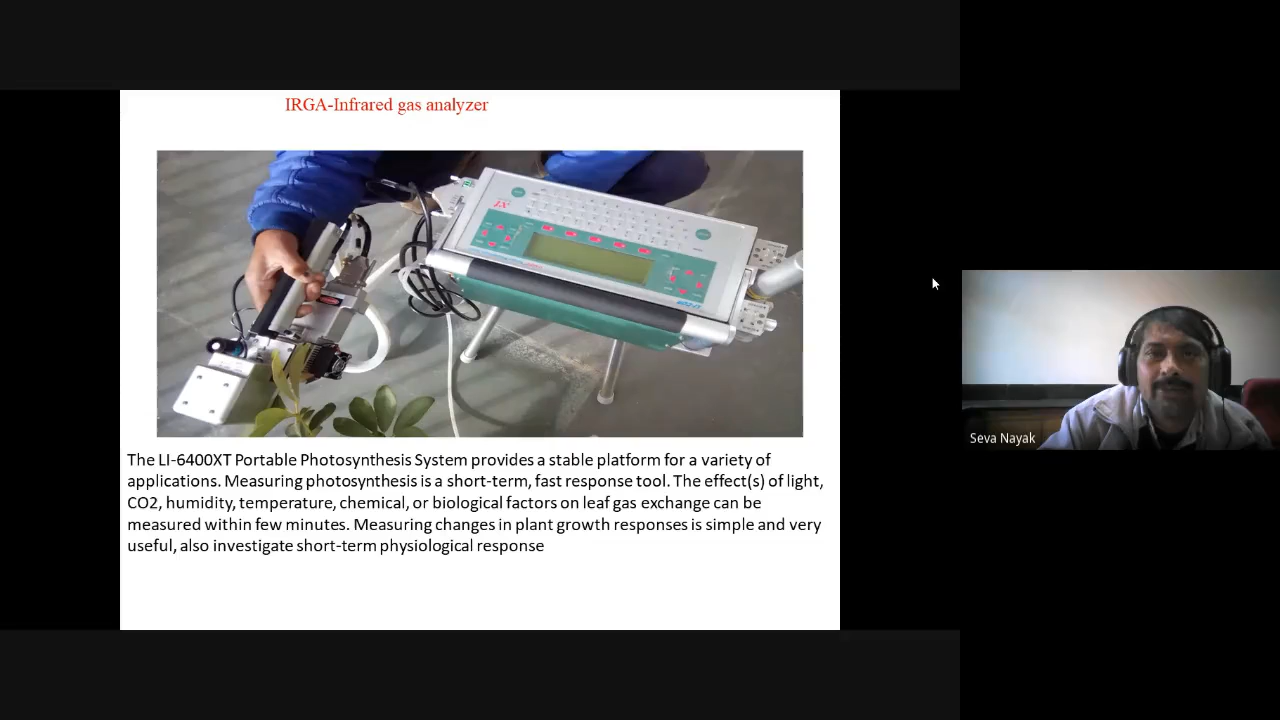 IRGA-Infrared gas analyzer
The LI-6400XT Portable Photosynthesis System provides a stable platform for a variety of
applications. Measuring photosynthesis is a short-term, fast response tool. The effect(s) of light,
CO2, humidity, temperature, chemical, or biological factors on leaf gas exchange can be
measured within few minutes. Measuring changes in plant growth responses is simple and very
useful, also investigate short-term physiological response
Seva Nayak